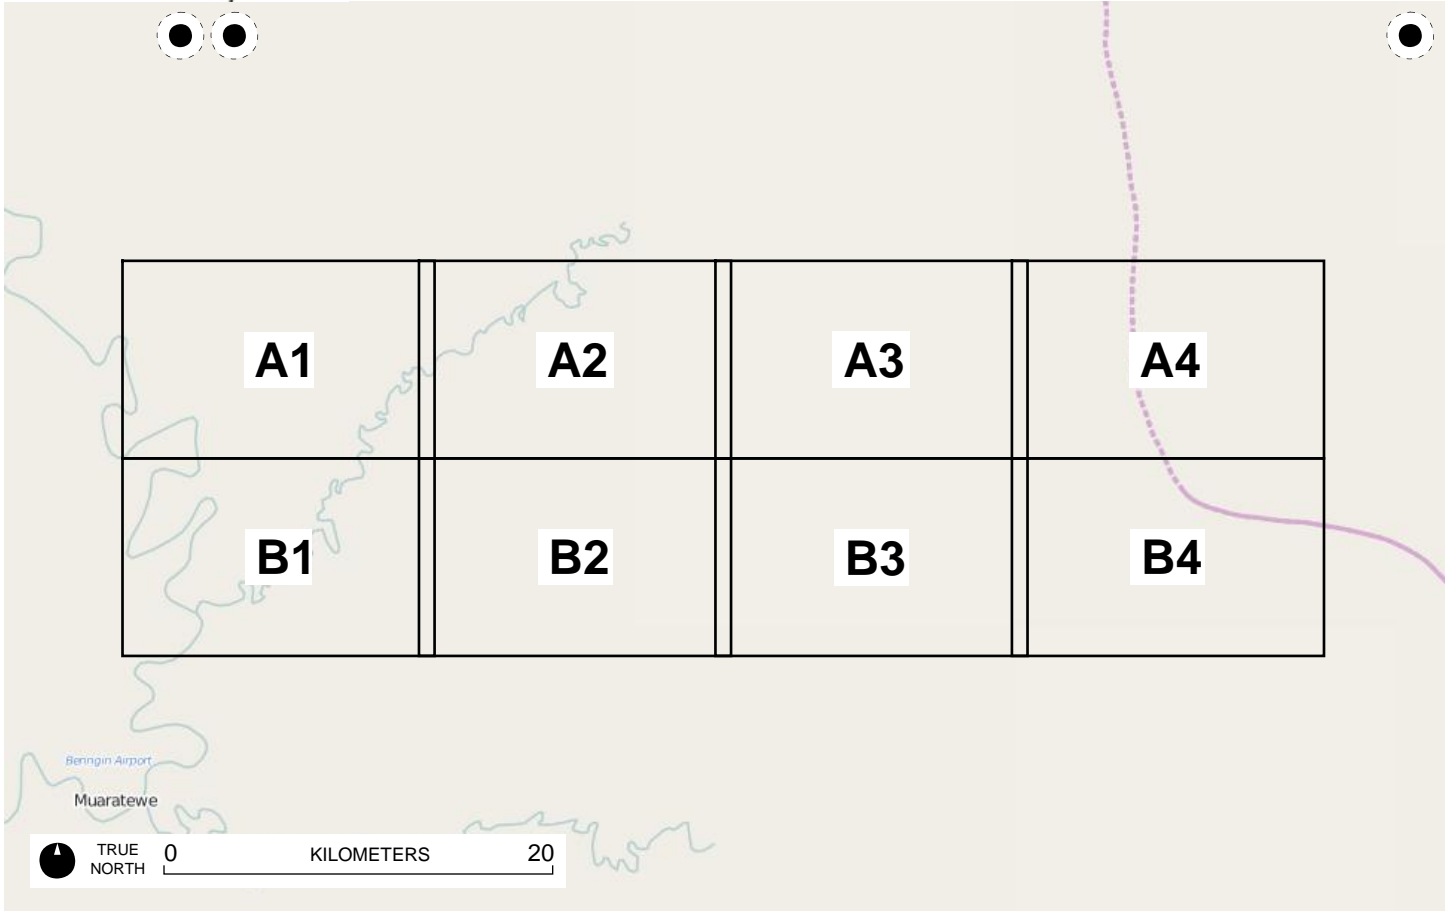 A1 A2 A3 A4
B1 B2 B3 B4
Benngin Airport
Muaratewe
TRUE NORTH
0 KILOMETERS 20